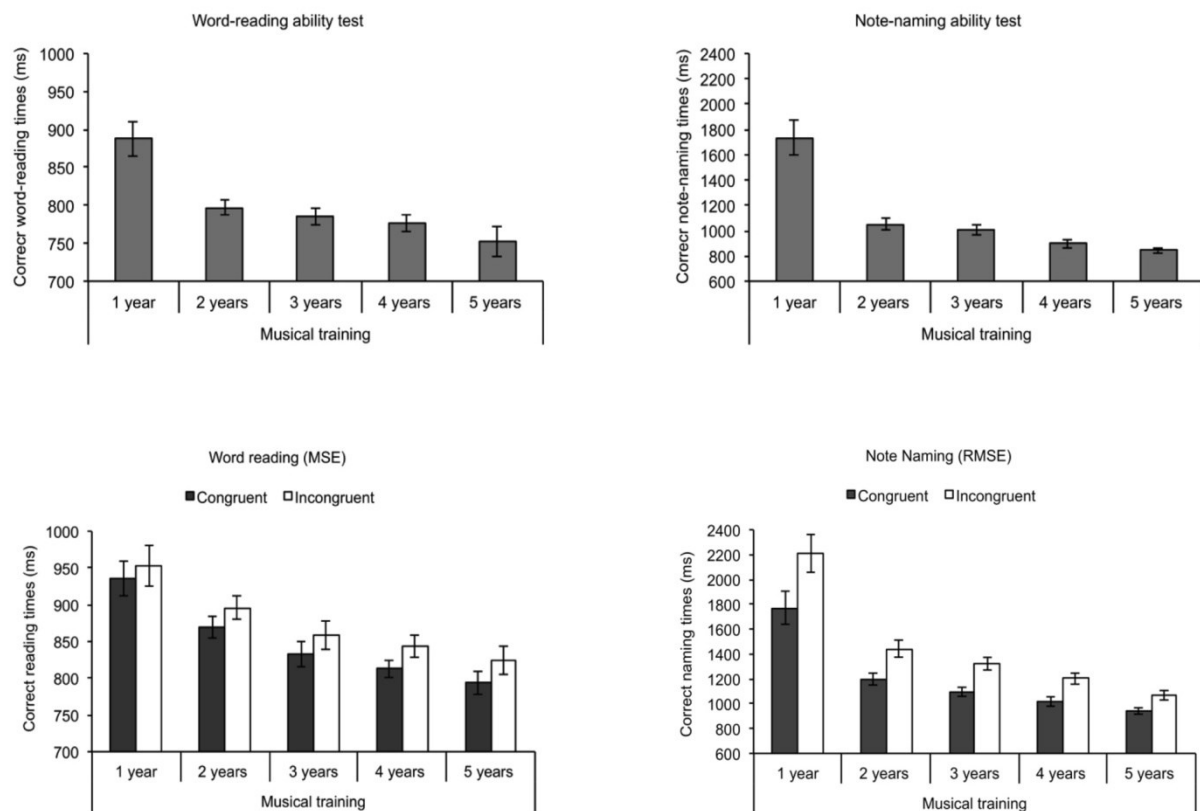 Word-reading ability test
Correcr word-reading times (ms)
1000
950
900
850
800
750
700
1 year 2 years 3 years 4 years 5 years
Musical training
Note-naming ability test
Correcr note-naming times (ms)
2400
2200
2000
1800
1600
1400
1200
1000
800
600
1 year 2 years 3 years 4 years 5 years
Musical training
Word reading (MSE)
Congruent Incongruent
Correct reading times (ms)
1000
950
900
850
800
750
700
1 year 2 years 3 years 4 years 5 years
Musical training
Note Naming (RMSE)
Congruent Incongruent
Correct naming times (ms)
2400
2200
2000
1800
1600
1400
1200
1000
800
600
1 year 2 years 3 years 4 years 5 years
Musical training